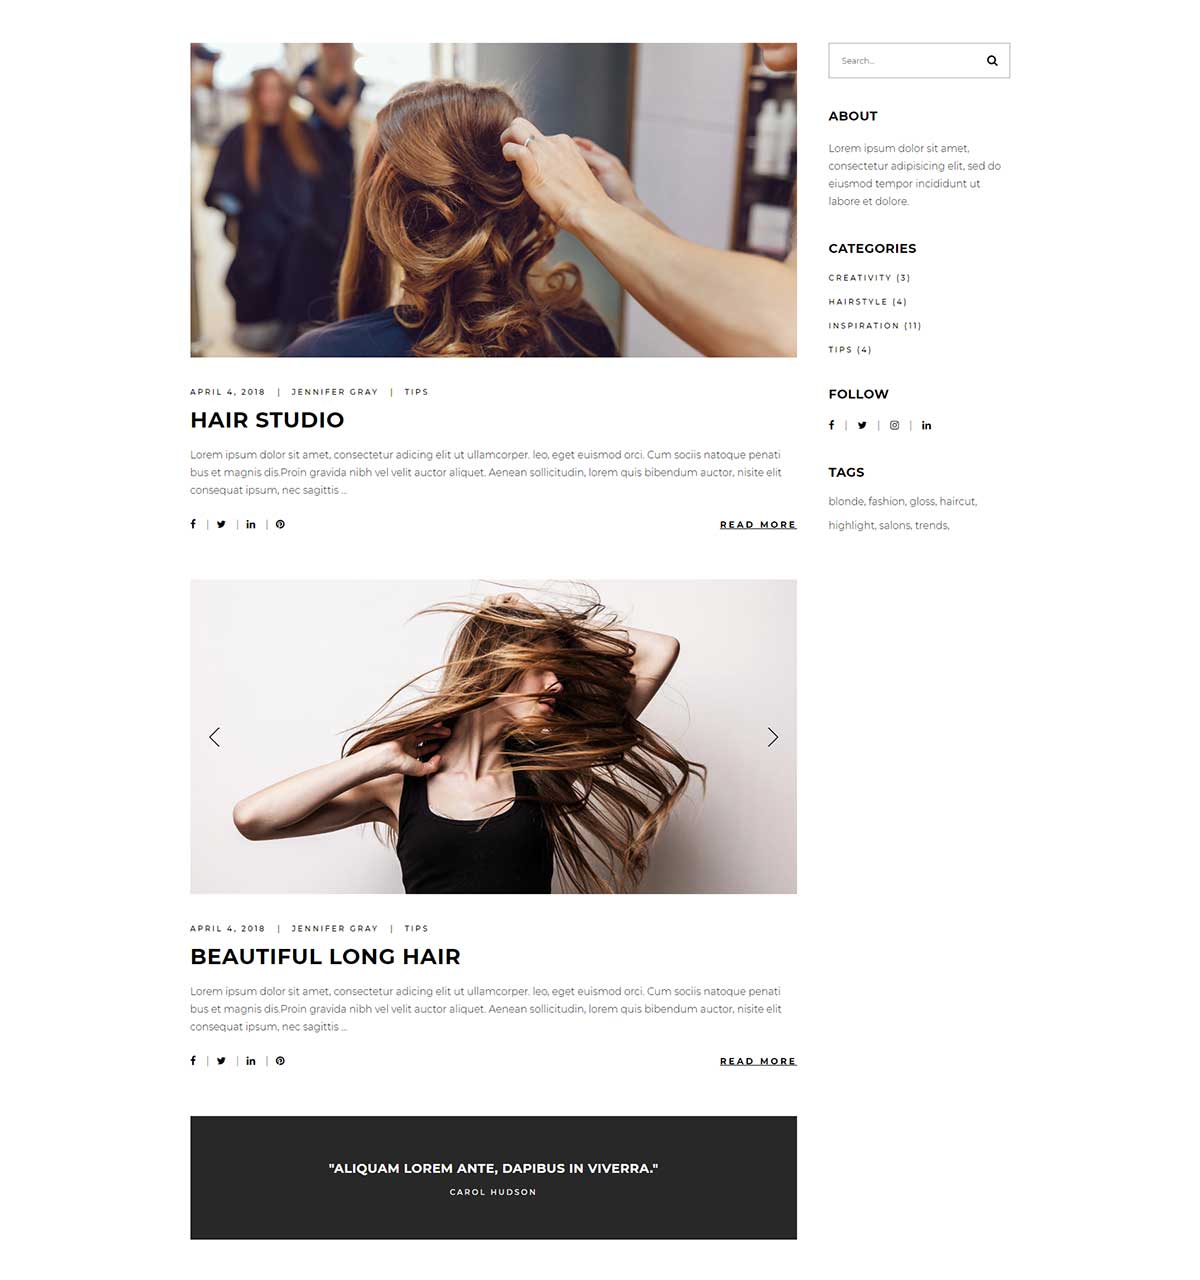 Search...
ABOUT
Lorem ipsum dolor sit amet,
consectetur adipisicing elit, sed do
eiusmod tempor incididunt ut
labore et dolore.
CATEGORIES
CREATIVITY (3)
HAIRSTYLE (4)
INSPIRATION (11)
TIPS (4)
FOLLOW
TAGS
blonde, fashion, gloss, haircut,
highlight, salons, trends,
APRIL 4, 2018 | JENNIFER GRAY | TIPS
HAIR STUDIO
Lorem ipsum dolor sit amet, consectetur adicing elit ut ullamcorper. leo, eget euismod orci. Cum sociis natoque penati
bus et magnis dis.Proin gravida nibh vel velit auctor aliquet. Aenean sollicitudin, lorem quis bibendum auctor, nisite elit
consequat ipsum, nec sagittis ...
READ MORE
APRIL 4, 2018 | JENNIFER GRAY | TIPS
BEAUTIFUL LONG HAIR
Lorem ipsum dolor sit amet, consectetur adicing elit ut ullamcorper. leo, eget euismod orci. Cum sociis natoque penati
bus et magnis dis.Proin gravida nibh vel velit auctor aliquet. Aenean sollicitudin, lorem quis bibendum auctor, nisite elit
consequat ipsum, nec sagittis ...
READ MORE
"ALIQUAM LOREM ANTE, DAPIBUS IN VIVERRA."
CAROL HUDSON